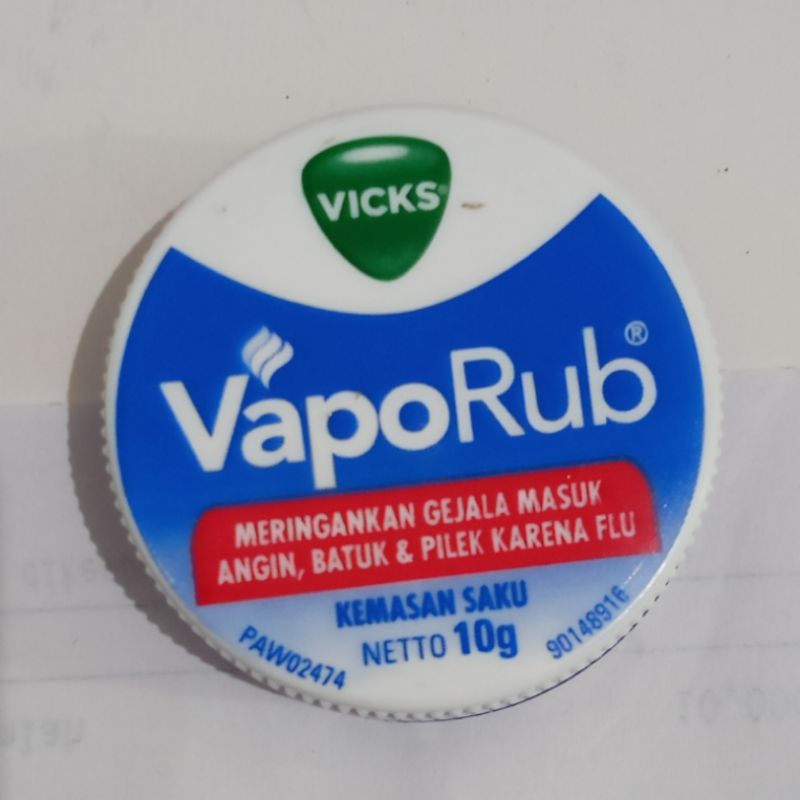 VICKS®
VapoRub®
MERINGANKAN GEJALA MASUK
ANGIN, BATUK & PILEK KARENA FLU
KEMASAN SAKU
NETTO 10g
PAW02474
90148916